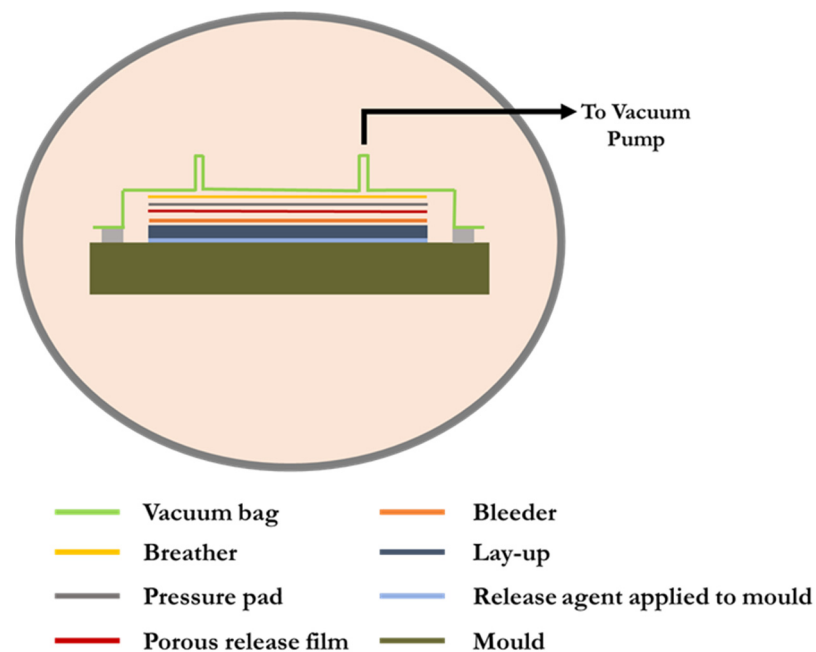 To Vacuum
Pump
Vacuum bag
Bleeder
Breather
Lay-up
Pressure pad
Release agent applied to mould
Porous release film
Mould